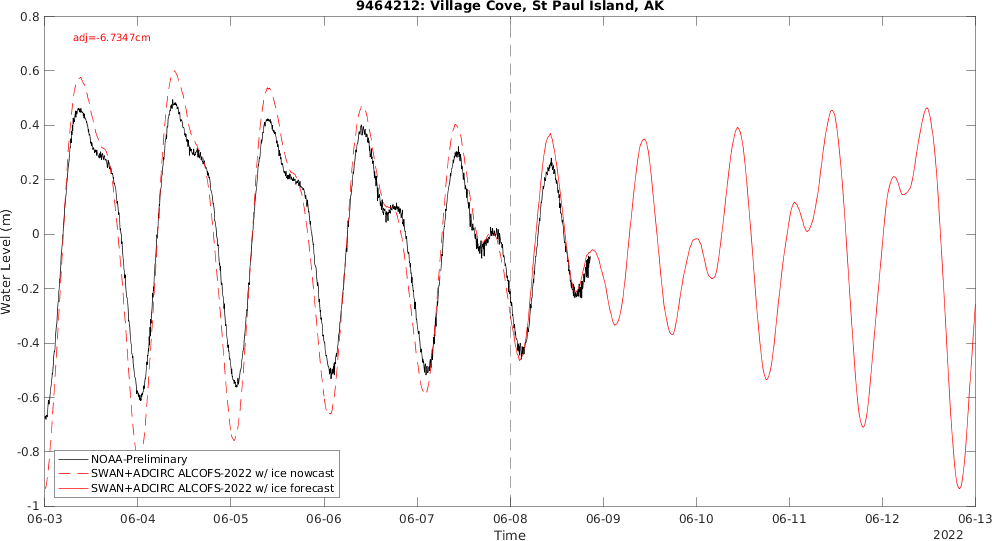 9464212: Village Cove, St Paul Island, AK
adj=-6.7347cm
Water Level (m)
0.8
0.6
0.4
0.2
0
-0.2
-0.4
-0.6
-0.8
-1
NOAA-Preliminary
SWAN+ADCIRC ALCOFS-2022 w/ ice nowcast
SWAN+ADCIRC ALCOFS-2022 w/ ice forecast
06-03 06-04 06-05 06-06 06-07 06-08 06-09 06-10 06-11 06-12 06-13
Time
2022